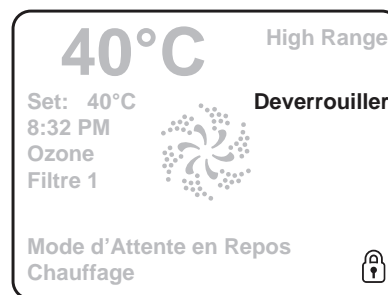 40°C
High Range
Set: 40°C
Deverrouiller
8:32 PM
Ozone
Filtre 1
Mode d'Attente en Repos
Chauffage